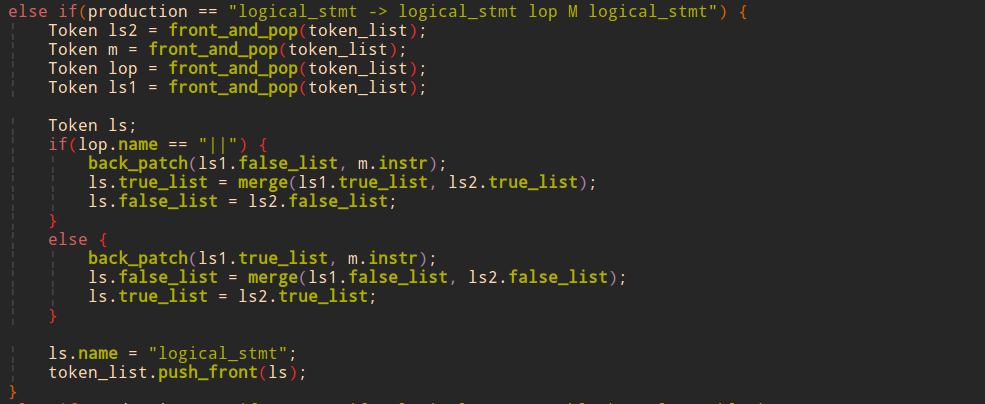 else if(production == "logical_stmt -> logical_stmt lop M logical_stmt") {
    Token ls2 = front_and_pop(token_list);
    Token m = front_and_pop(token_list);
    Token lop = front_and_pop(token_list);
    Token ls1 = front_and_pop(token_list);

    Token ls;
    if(lop.name == "||") {
        back_patch(ls1.false_list, m.instr);
        ls.true_list = merge(ls1.true_list, ls2.true_list);
        ls.false_list = ls2.false_list;
    }
    else {
        back_patch(ls1.true_list, m.instr);
        ls.false_list = merge(ls1.false_list, ls2.false_list);
        ls.true_list = ls2.true_list;
    }

    ls.name = "logical_stmt";
    token_list.push_front(ls);
}